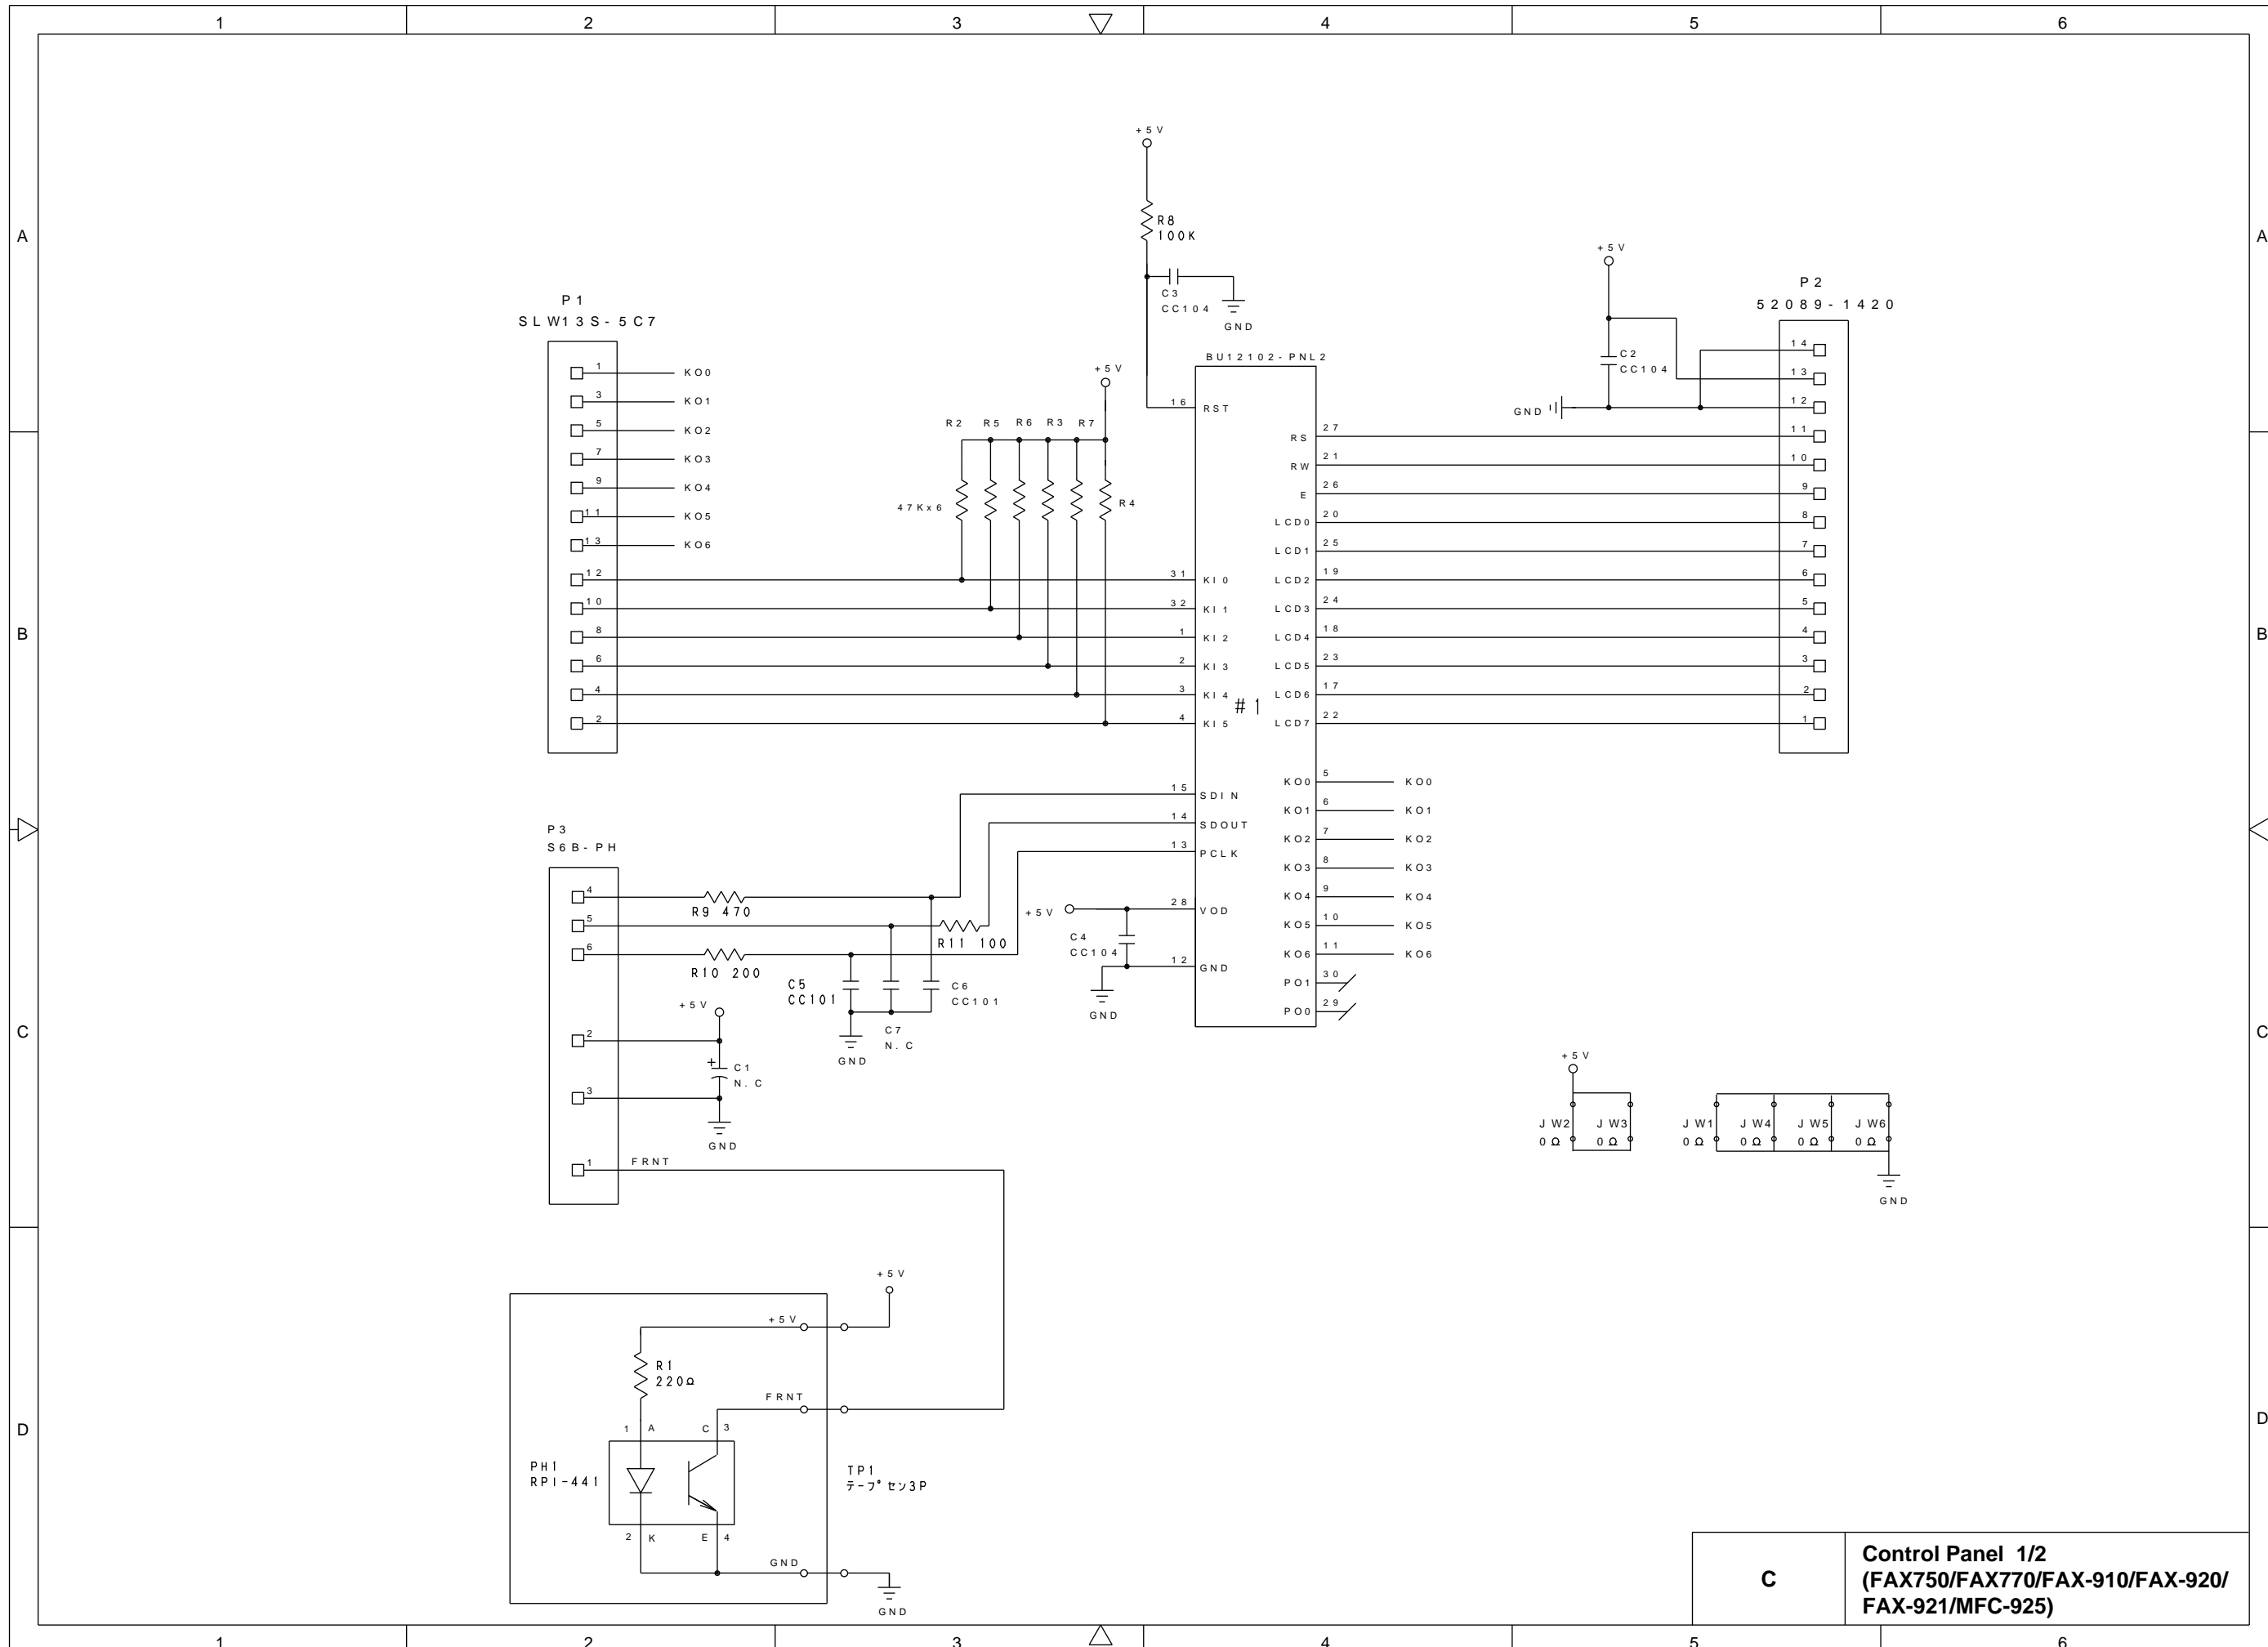 1 2 3 4 5 6
A A
B B
C C
D D
P1
SLW13S-5C7
1 KO0
3 KO1
5 KO2
7 KO3
9 KO4
11 KO5
13 KO6
12
10
8
6
4
2
+5V
R8
100K
C3
CC104
GND
+5V
R2 R5 R6 R3 R7
47Kx6
R4
BU12102-PNL2
#1
16 RST
31 KI0
32 KI1
1 KI2
2 KI3
3 KI4
4 KI5
15 SDIN
14 SDOUT
13 PCLK
28 VOD
12 GND
RS 27
RW 21
E 26
LCD0 20
LCD1 25
LCD2 19
LCD3 24
LCD4 18
LCD5 23
LCD6 17
LCD7 22
KO0 5 KO0
KO1 6 KO1
KO2 7 KO2
KO3 8 KO3
KO4 9 KO4
KO5 10 KO5
KO6 11 KO6
PO1 30
PO0 29
+5V
C2
CC104
GND
P2
52089-1420
14
13
12
11
10
9
8
7
6
5
4
3
2
1
P3
S6B-PH
4
5
6
2
3
1 FRNT
R9 470
R11 100
R10 200
+5V
C4
CC104
GND
C5
CC101
C6
CC101
C7
N.C
GND
+5V
C1
N.C
GND
+5V
JW2
0Ω
JW3
0Ω
JW1
0Ω
JW4
0Ω
JW5
0Ω
JW6
0Ω
GND
+5V
+5V
R1
220Ω
FRNT
1 A C 3
PH1
RPI-441
TP1
テープセン3P
2 K E 4
GND
GND
C
Control Panel 1/2
(FAX750/FAX770/FAX-910/FAX-920/
FAX-921/MFC-925)
1 2 3 4 5 6